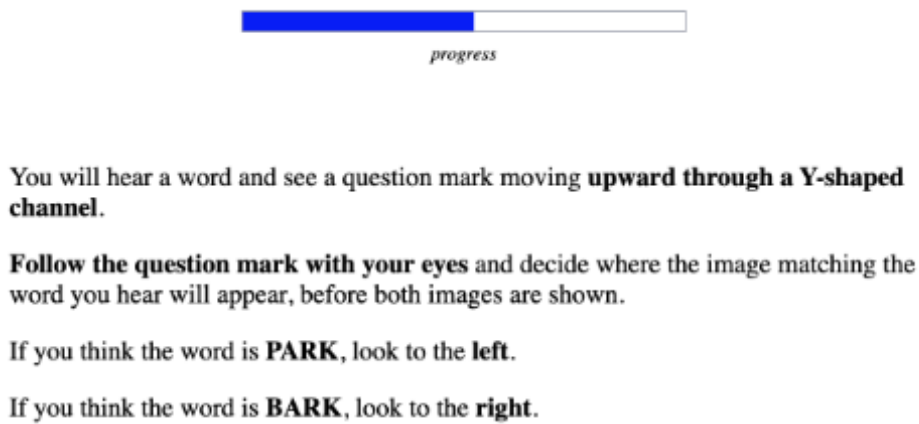 progress
You will hear a word and see a question mark moving upward through a Y-shaped
channel.
Follow the question mark with your eyes and decide where the image matching the
word you hear will appear, before both images are shown.
If you think the word is PARK, look to the left.
If you think the word is BARK, look to the right.